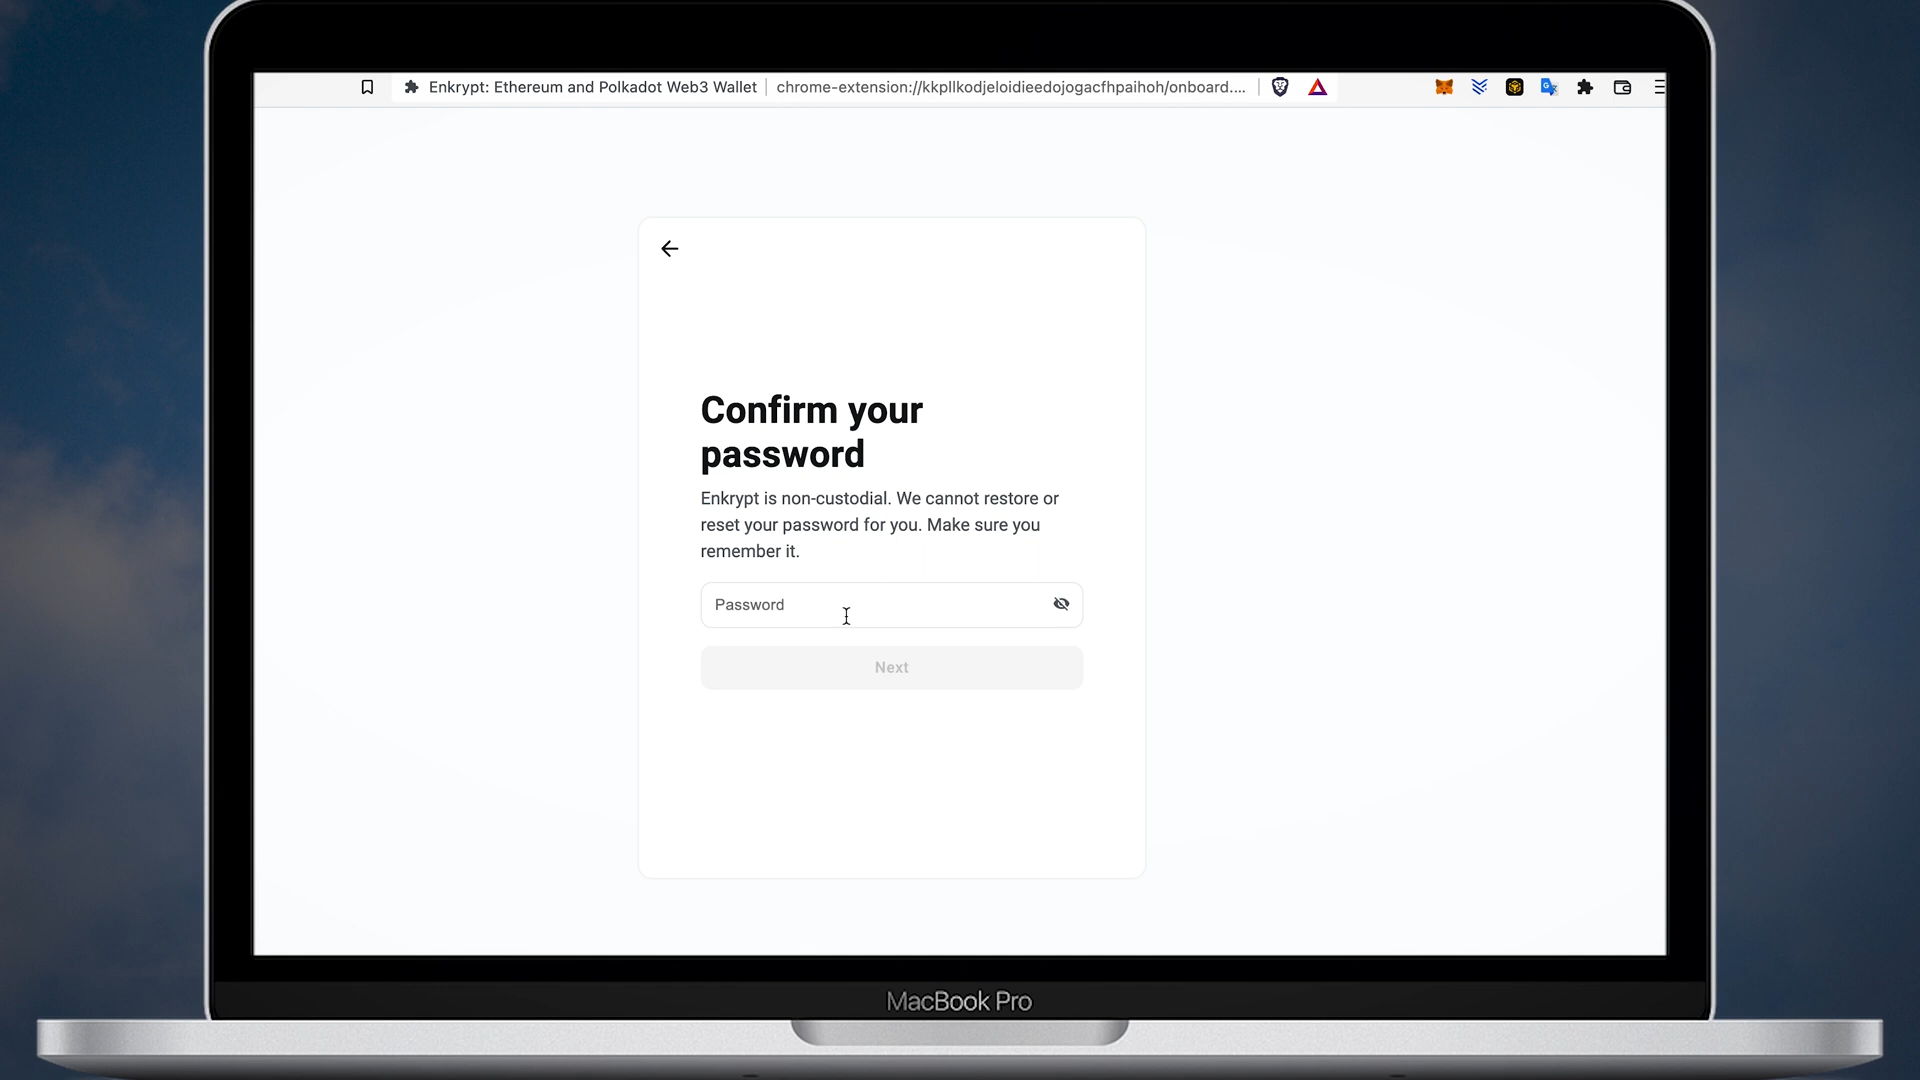 Enkrypt: Ethereum and Polkadot Web3 Wallet chrome-extension://kkpllkodjeloidieedojogacfhpaihoh/onboard....
Confirm your
password
Enkrypt is non-custodial. We cannot restore or
reset your password for you. Make sure you
remember it.
Password
Next
MacBook Pro